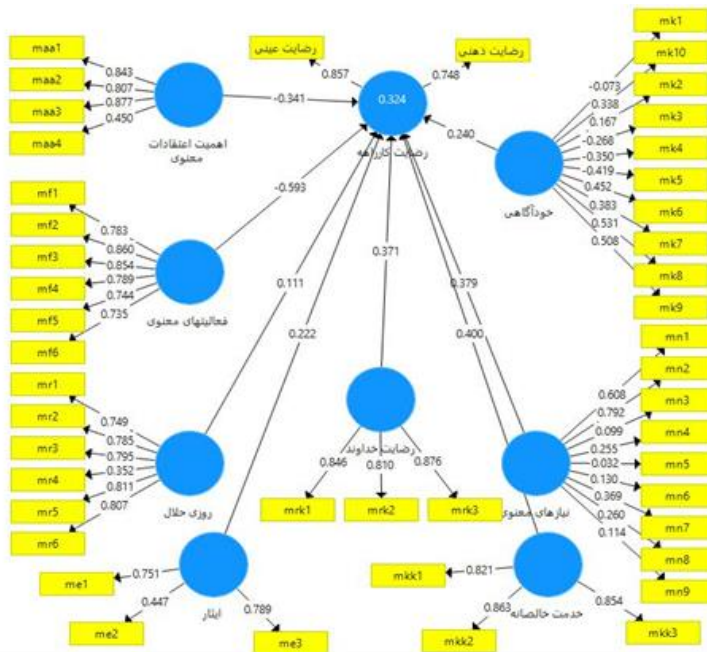 maa1
maa2
maa3
maa4
0.843
0.807
0.877
0.450
اهمیت اعتقادات
معنوی
-0.341
رضایت عینی
رضایت ذهنی
0.857
0.748
0.324
رضایت کارراهه
0.240
خودآگاهی
mk1
mk10
mk2
mk3
mk4
mk5
mk6
mk7
mk8
mk9
-0.073
0.338
0.167
-0.268
-0.350
-0.419
0.452
0.383
0.531
0.508
mf1
mf2
mf3
mf4
mf5
mf6
0.783
0.860
0.854
0.789
0.744
0.735
فعالیتهای معنوی
-0.593
0.111
0.222
0.371
0.379
0.400
mr1
mr2
mr3
mr4
mr5
mr6
0.749
0.785
0.795
0.352
0.811
0.807
روزی حلال
رضایت خداوند
0.846
0.810
0.876
mrk1
mrk2
mrk3
mn1
mn2
mn3
mn4
mn5
mn6
mn7
mn8
mn9
0.608
0.792
0.099
0.255
0.032
0.130
0.369
0.260
0.114
نیازهای معنوی
me1
me2
me3
0.751
0.447
0.789
ایثار
mkk1
mkk2
mkk3
0.821
0.863
0.854
خدمت خالصانه